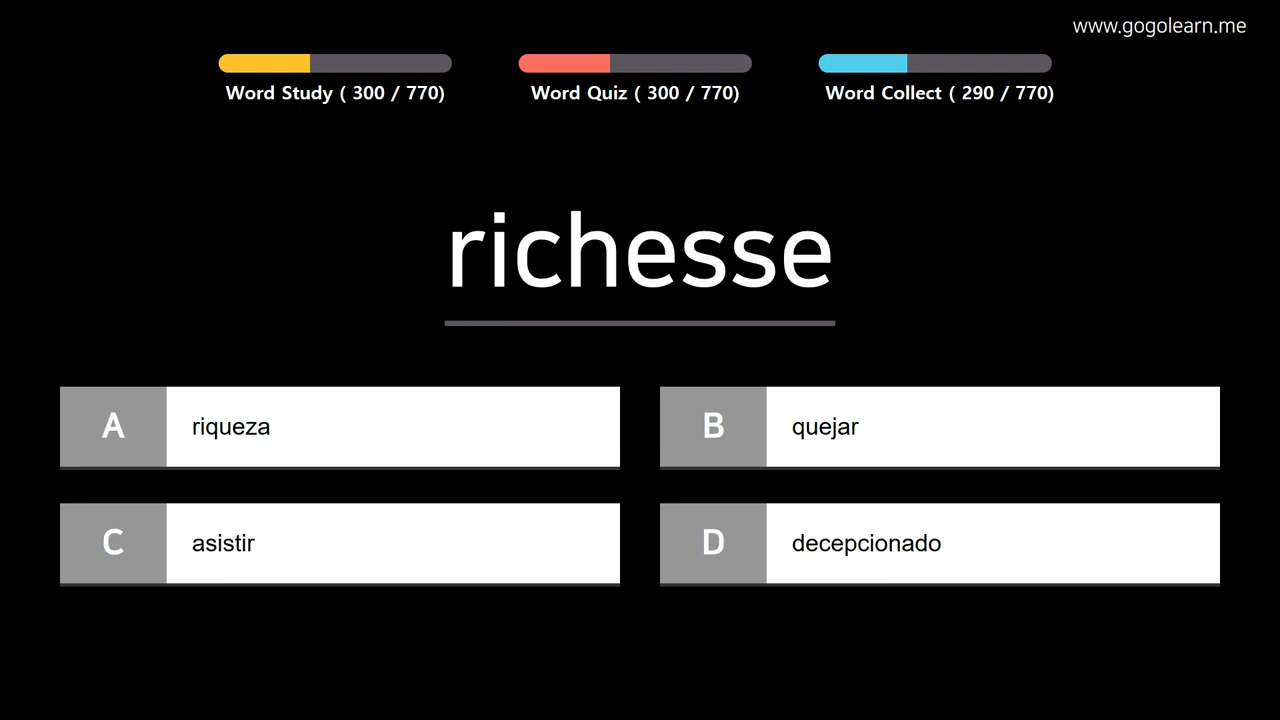 www.gogolearn.me
Word Study ( 300 / 770)
Word Quiz ( 300 / 770)
Word Collect ( 290 / 770)
richesse
A riqueza
B quejar
C asistir
D decepcionado